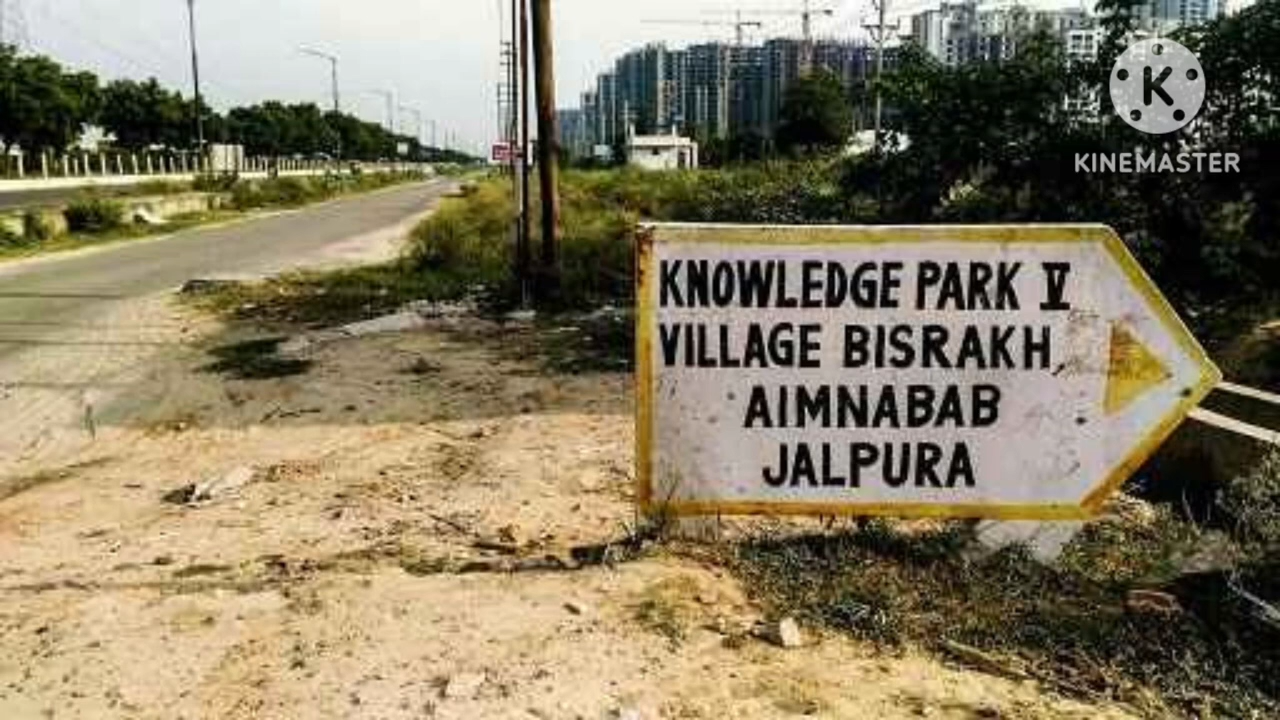 K
KINEMASTER
KNOWLEDGE PARK V
VILLAGE BISRAKH,
AIMNABAB
JALPURA